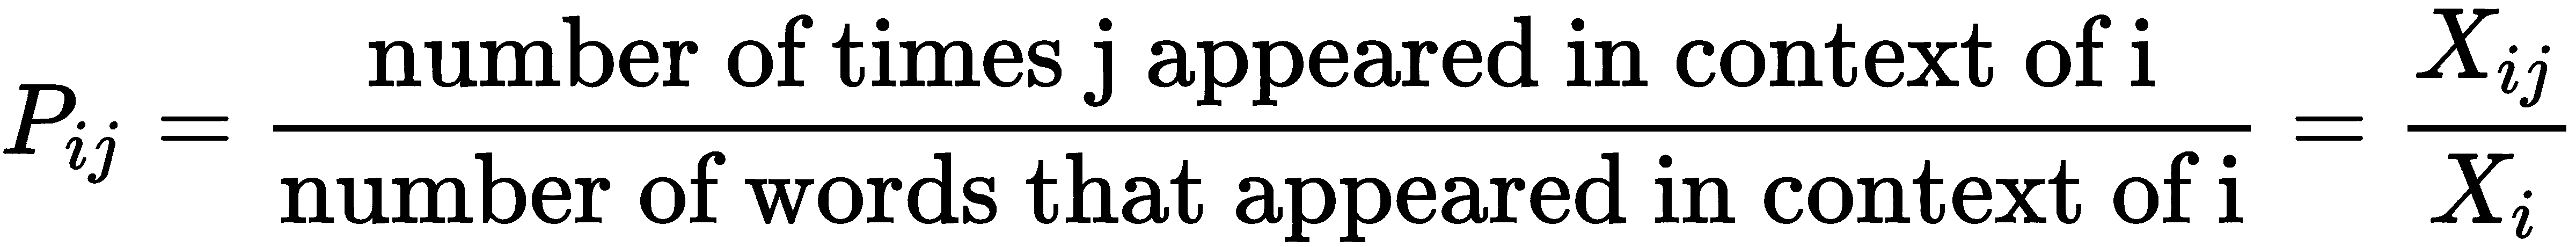 P_{ij} = \frac{\text{number of times j appeared in context of i}}{\text{number of words that appeared in context of i}} = \frac{X_{ij}}{X_i}